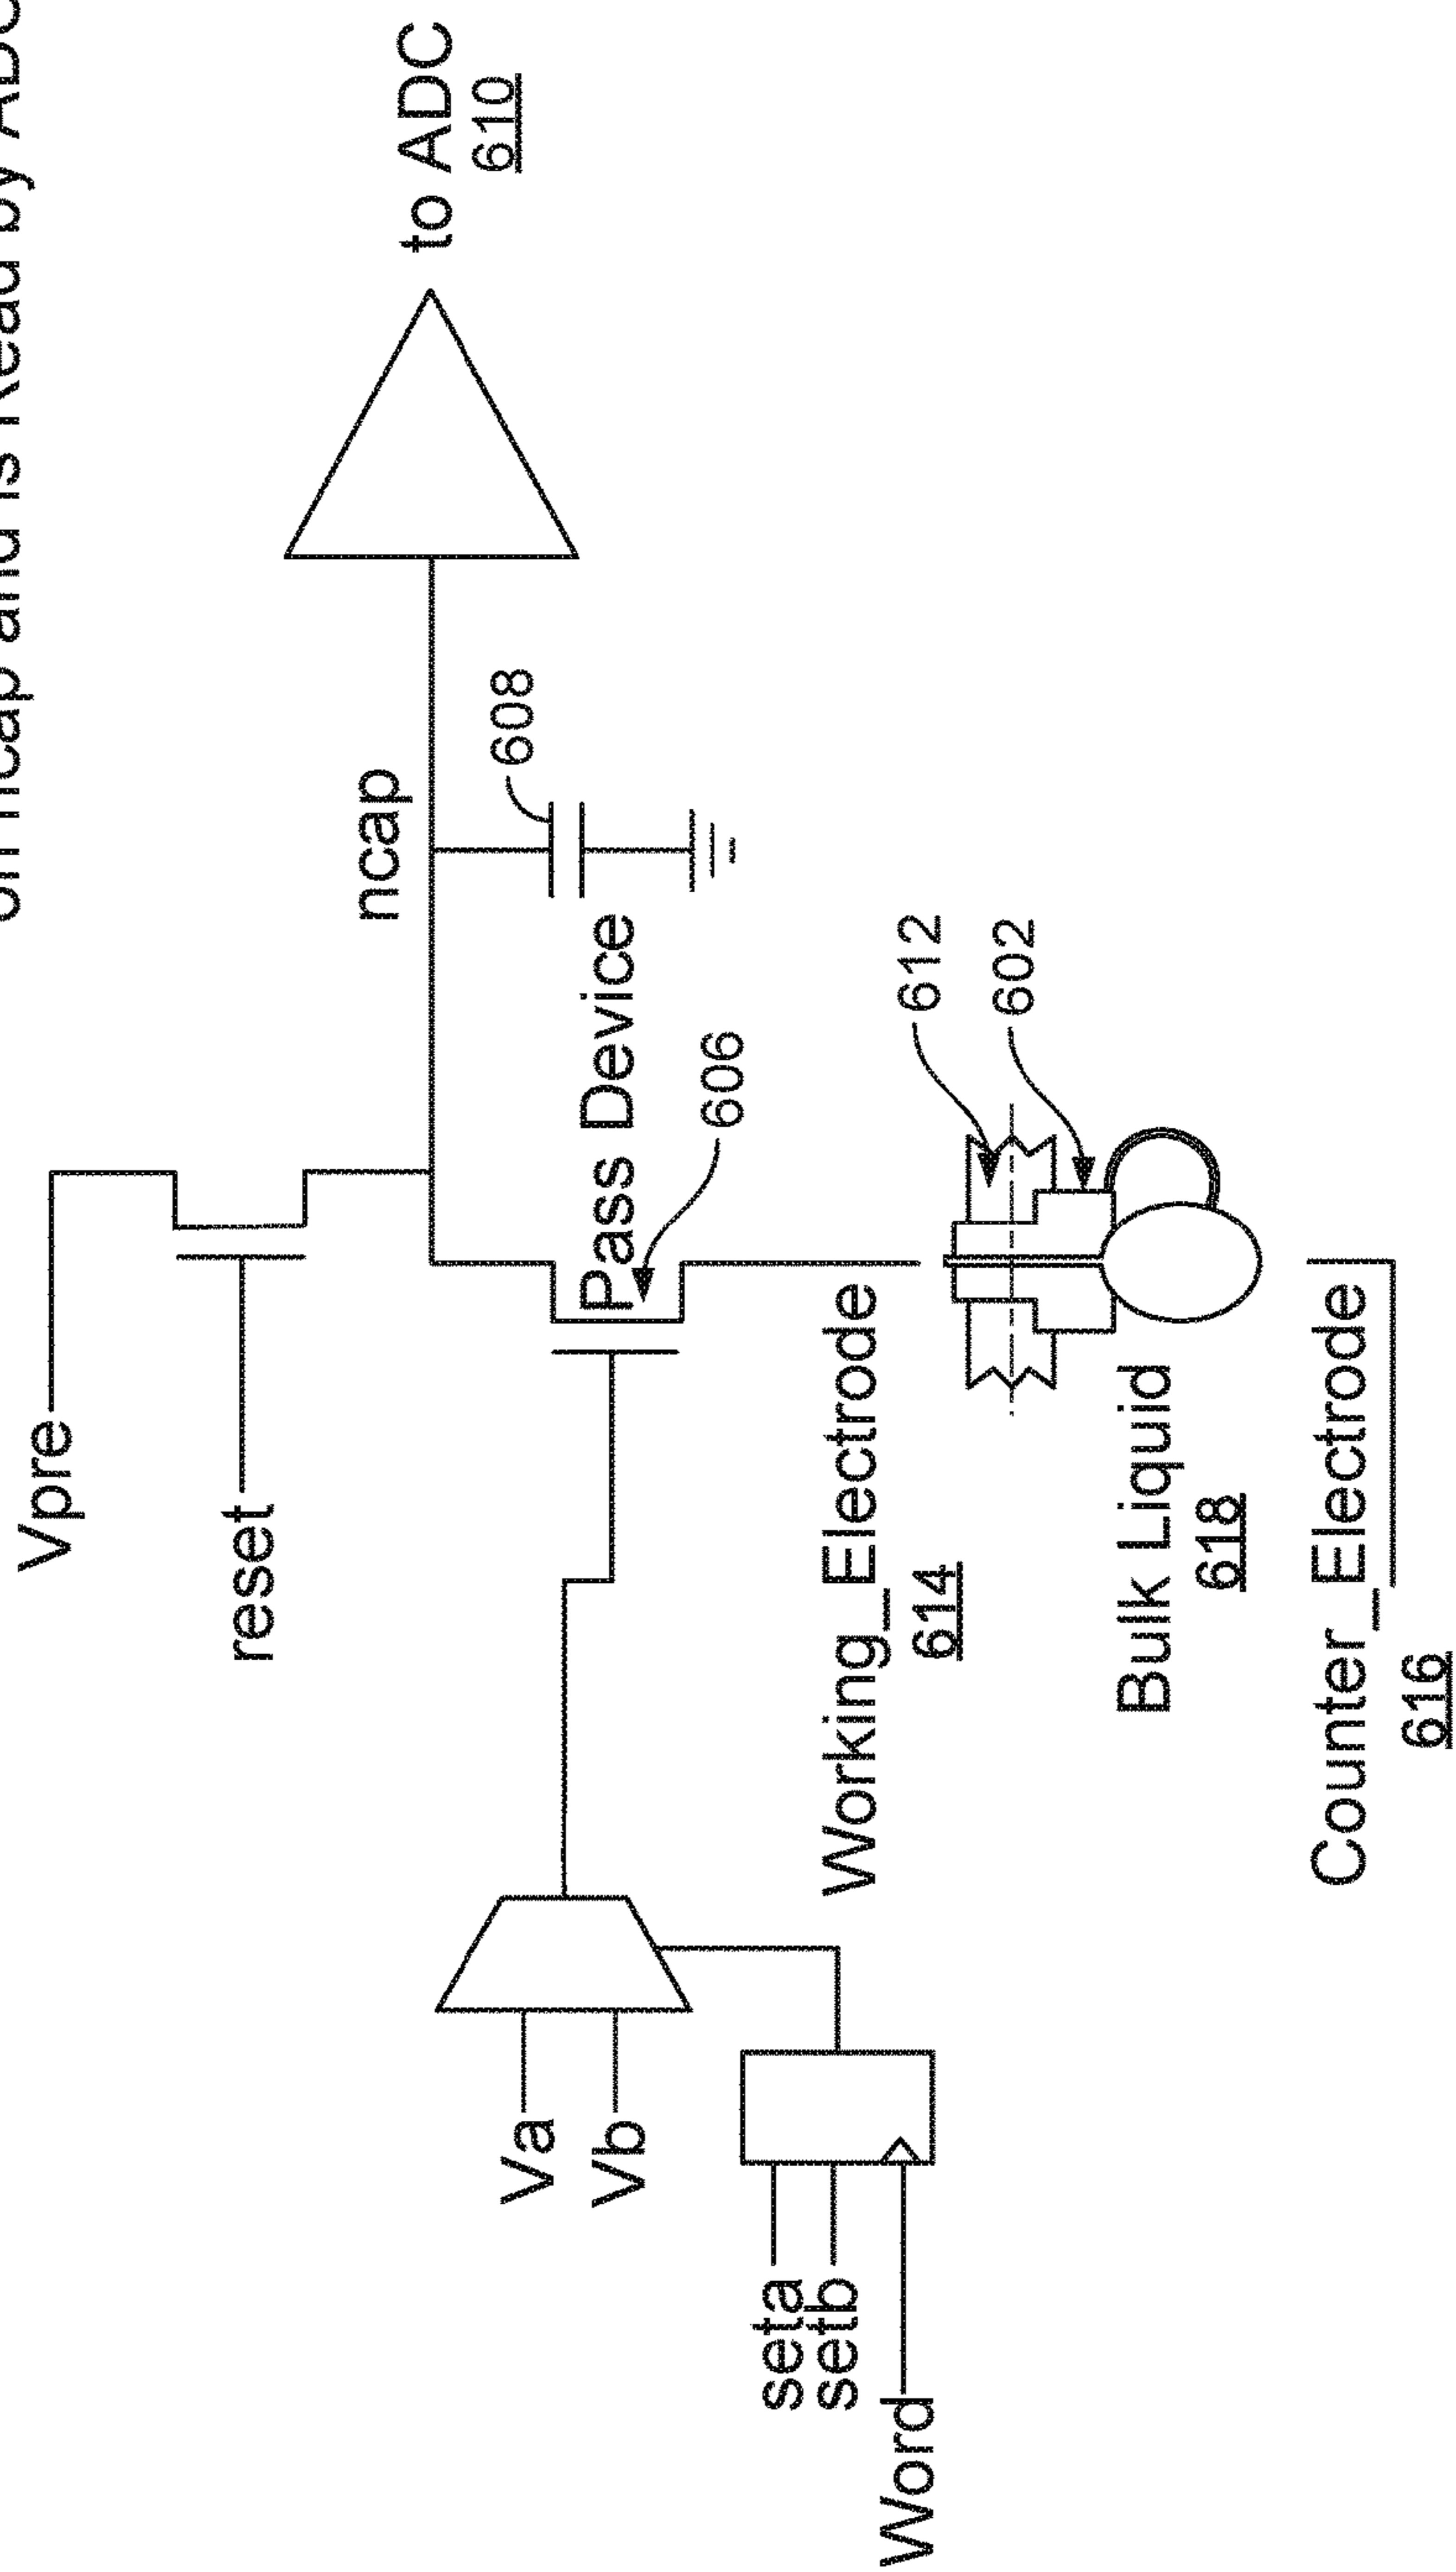 on ncap and is Read by ADC
Vpre
reset
ncap
to ADC
610
608
Pass Device
606
Va
Vb
seta
setb
Word
Working_Electrode
614
612
602
Bulk Liquid
618
Counter_Electrode
616